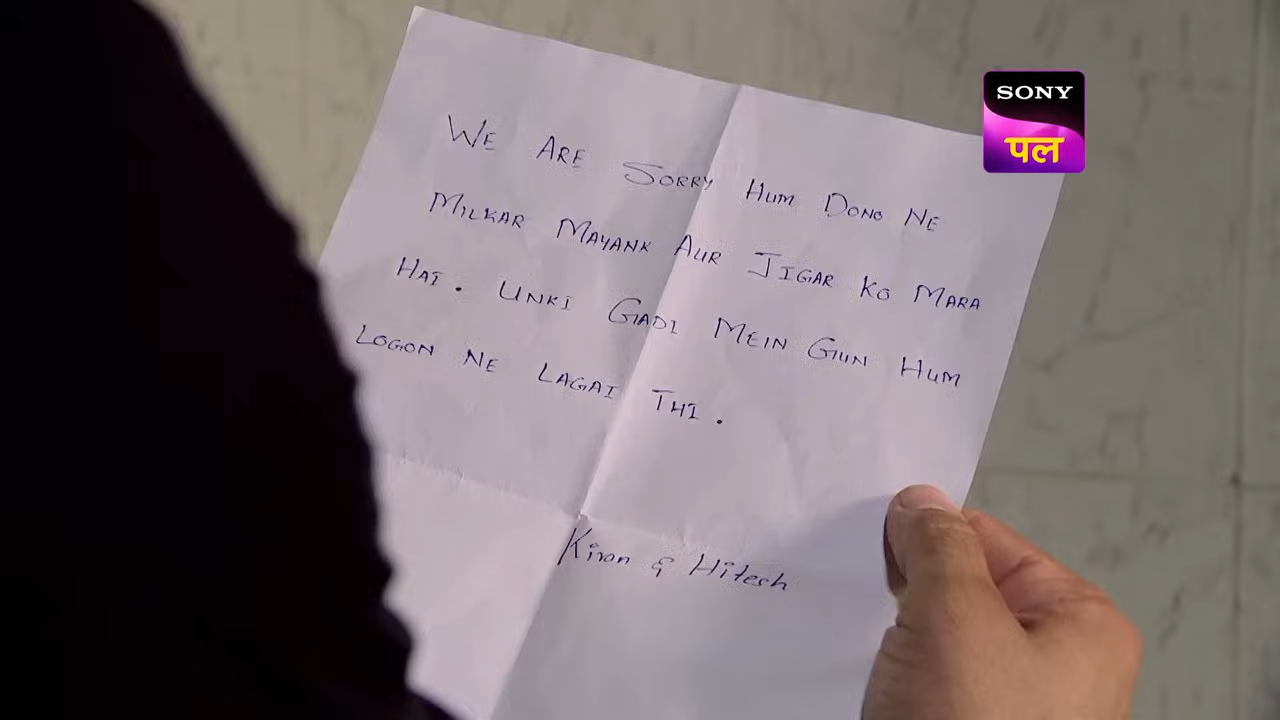 SONY
पल
WE ARE SORRY HUM DONO NE
MILKAR MAYANK AUR JIGAR KO MARA
HAI. UNKI GADI MEIN GUN HUM
LOGON NE LAGAI THI.
Kiran & Hitesh